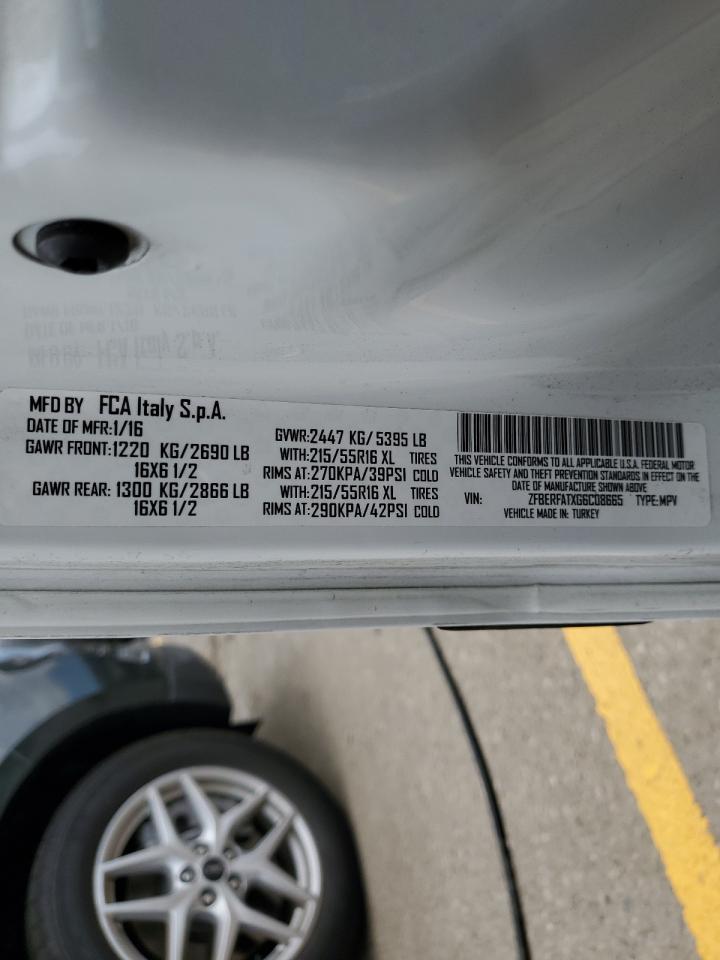 MFD BY FCA Italy S.p.A.
DATE OF MFR:1/16
GAWR FRONT:1220 KG/2690 LB
16X6 1/2
GAWR REAR: 1300 KG/2866 LB
16X6 1/2
GVWR:2447 KG/5395 LB
WITH:215/55R16 XL TIRES
RIMS AT:270KPA/39PSI COLD
WITH:215/55R16 XL TIRES
RIMS AT:290KPA/42PSI COLD
THIS VEHICLE CONFORMS TO ALL APPLICABLE U.S.A. FEDERAL MOTOR
VEHICLE SAFETY AND THEFT PREVENTION STANDARDS IN EFFECT ON THE
DATE OF MANUFACTURE SHOWN ABOVE
VIN: ZFBERFATXG6C08665 TYPE:MPV
VEHICLE MADE IN: TURKEY